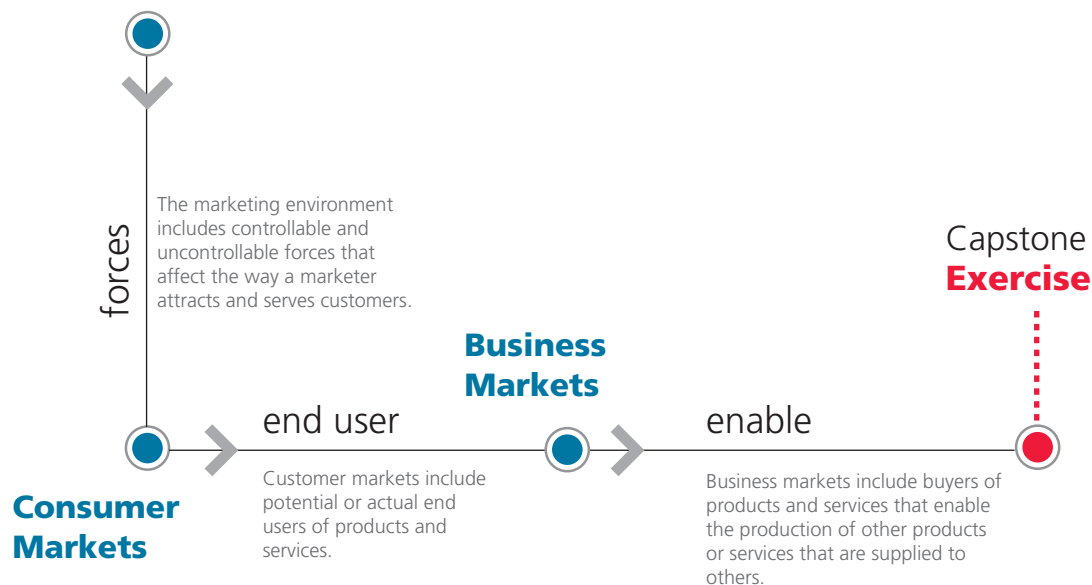 forces
The marketing environment
includes controllable and
uncontrollable forces that
affect the way a marketer
attracts and serves customers.
Capstone
Exercise
Business
Markets
end user
enable
Customer markets include
potential or actual end
users of products and
services.
Business markets include buyers of
products and services that enable
the production of other products
or services that are supplied to
others.
Consumer
Markets